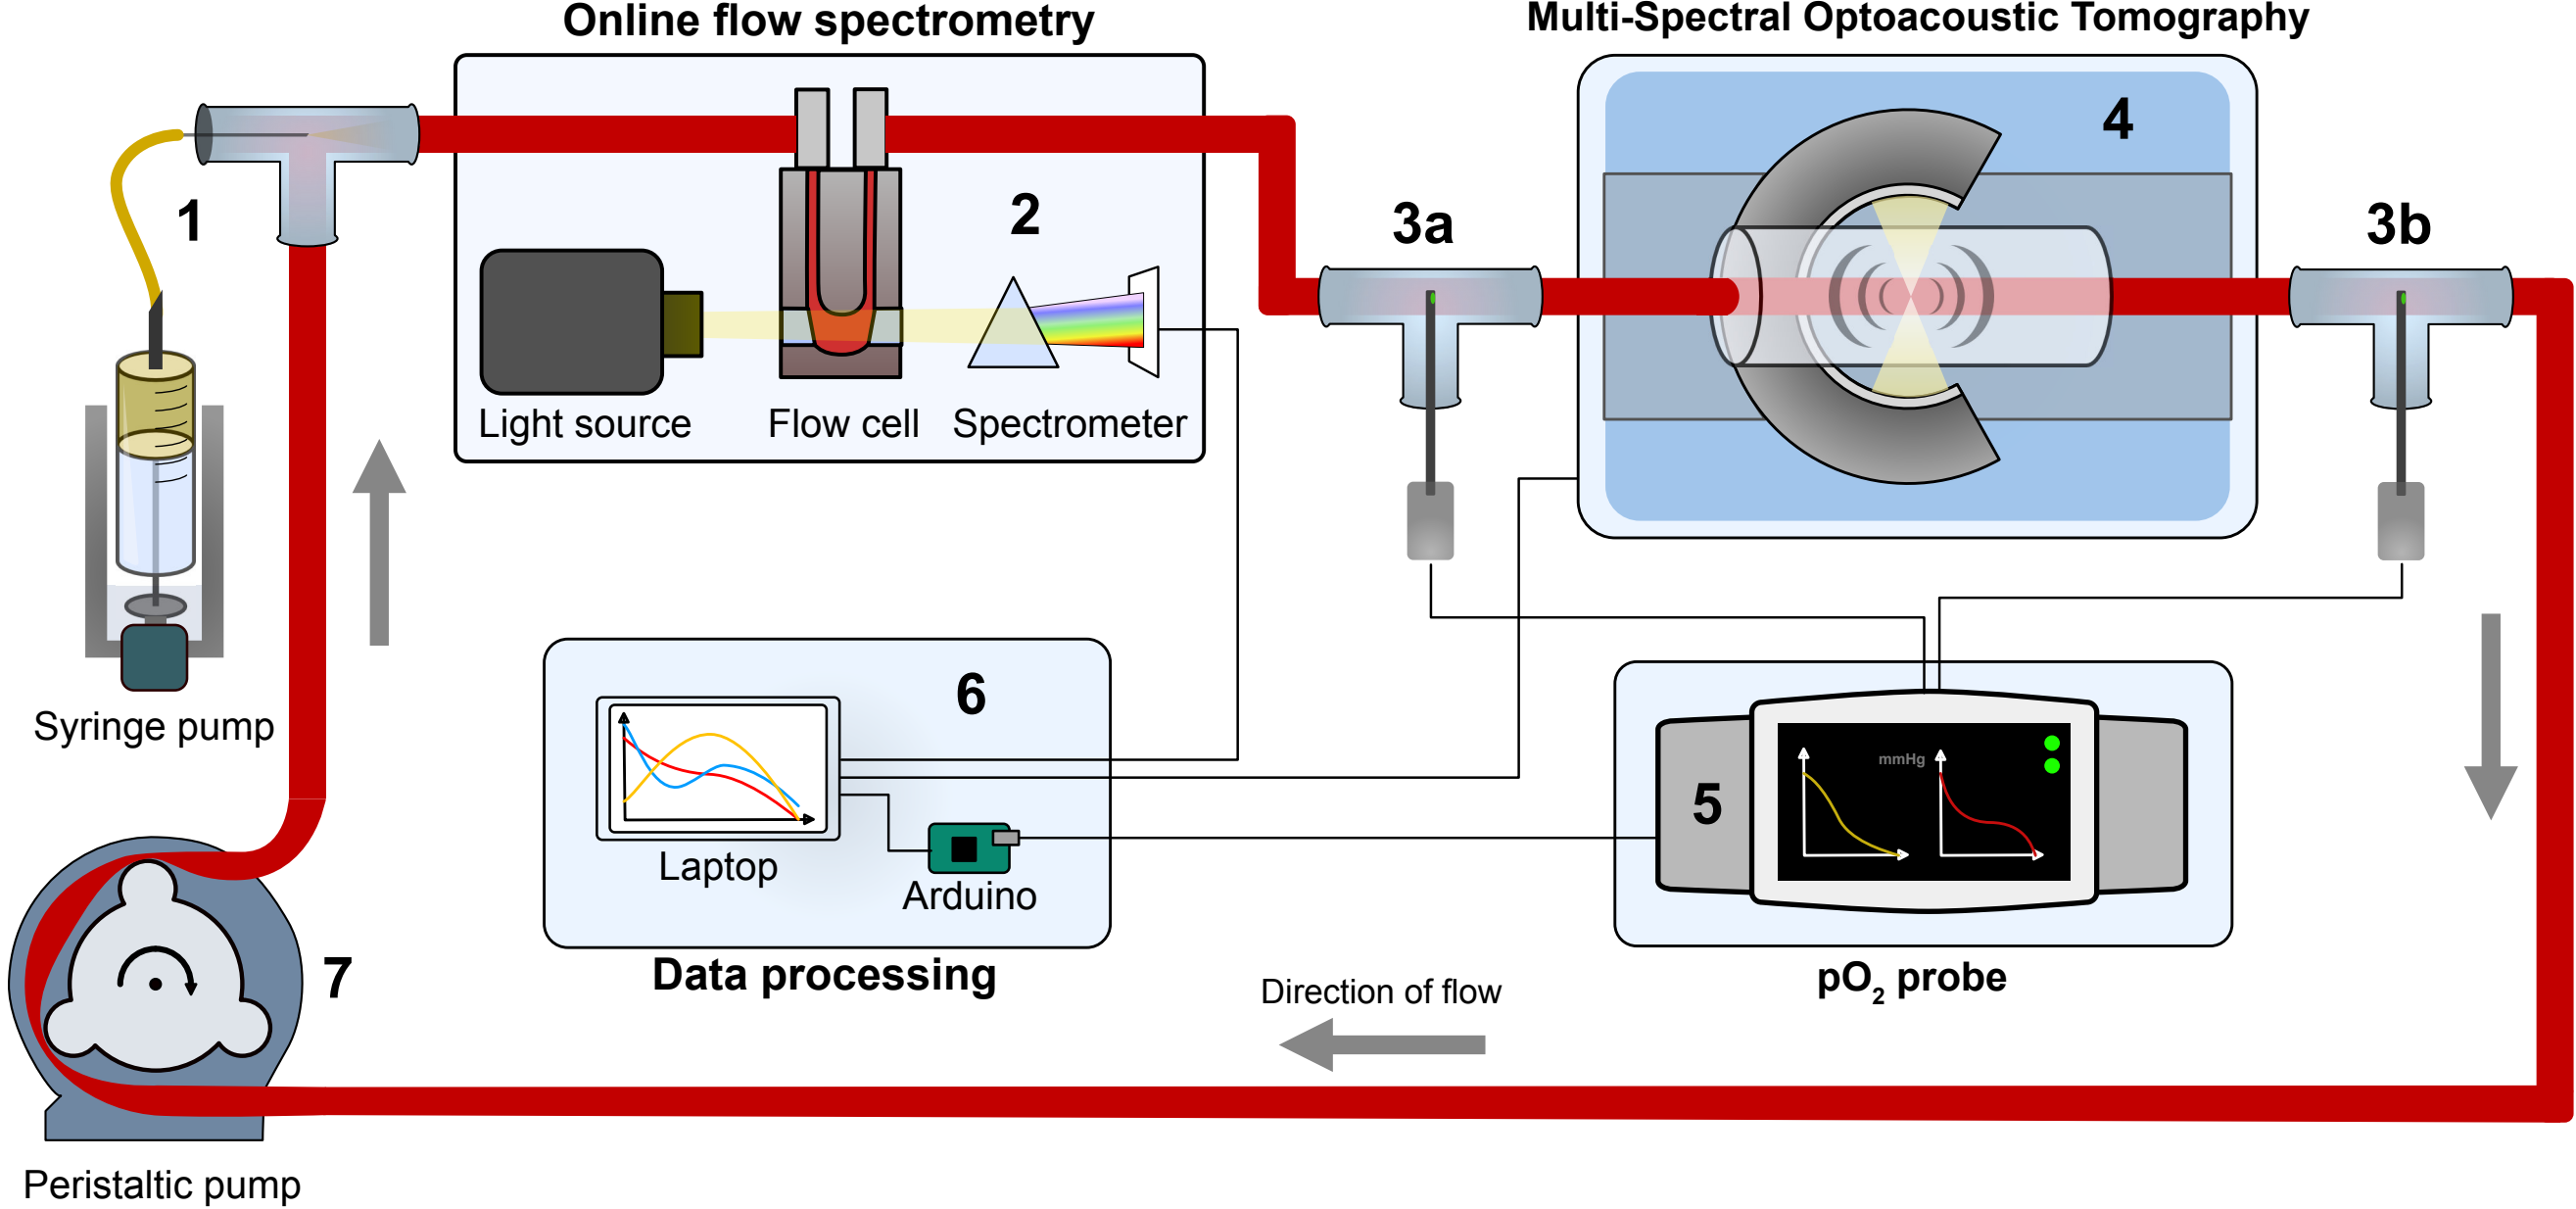 Online flow spectrometry
Multi-Spectral Optoacoustic Tomography
1
2
3a
4
3b
Light source
Flow cell
Spectrometer
Syringe pump
6
Laptop
Arduino
Data processing
5
mmHg
pO2 probe
7
Direction of flow
Peristaltic pump